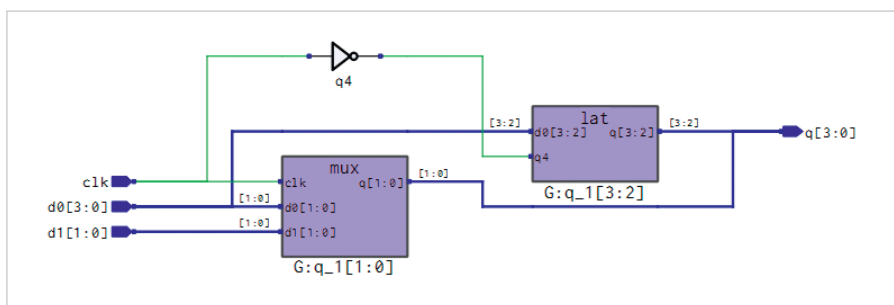 q4
[3:2]
lat
[3:2]
d0[3:2]
q[3:2]
q[3:0]
q4
G:q_1[3:2]
mux
clk
clk
q[1:0]
[1:0]
d0[3:0]
[1:0]
d0[1:0]
d1[1:0]
[1:0]
d1[1:0]
G:q_1[1:0]